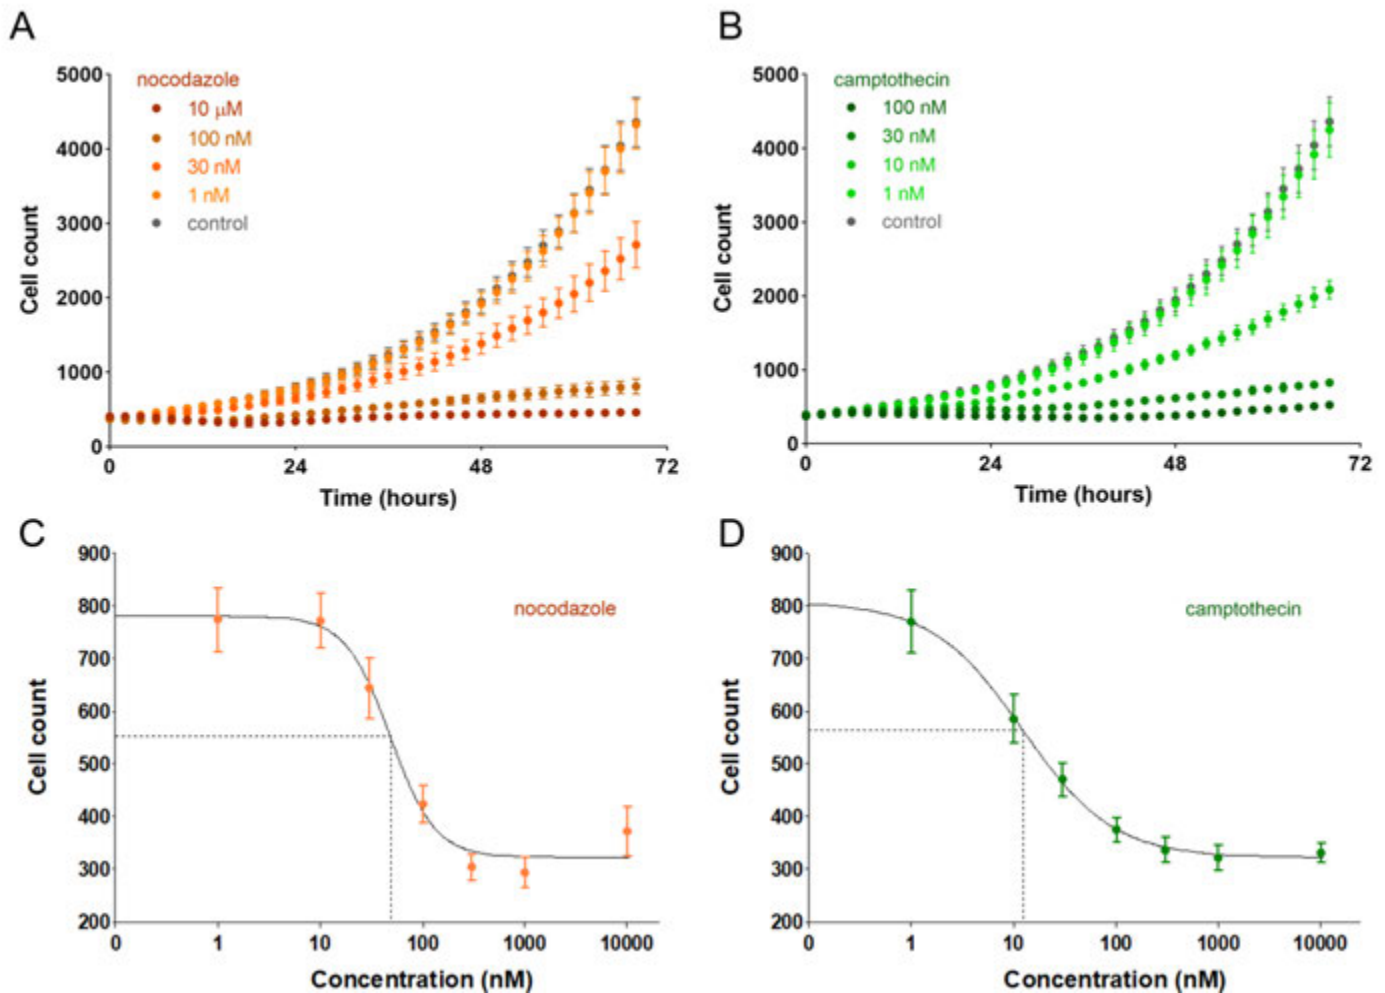 A
nocodazole
10 μM
100 nM
30 nM
1 nM
control
5000
4000
3000
2000
1000
0
Cell count
0 24 48 72
Time (hours)
B
camptothecin
100 nM
30 nM
10 nM
1 nM
control
5000
4000
3000
2000
1000
0
Cell count
0 24 48 72
Time (hours)
C
nocodazole
900
800
700
600
500
400
300
200
Cell count
0 1 10 100 1000 10000
Concentration (nM)
D
camptothecin
900
800
700
600
500
400
300
200
Cell count
0 1 10 100 1000 10000
Concentration (nM)